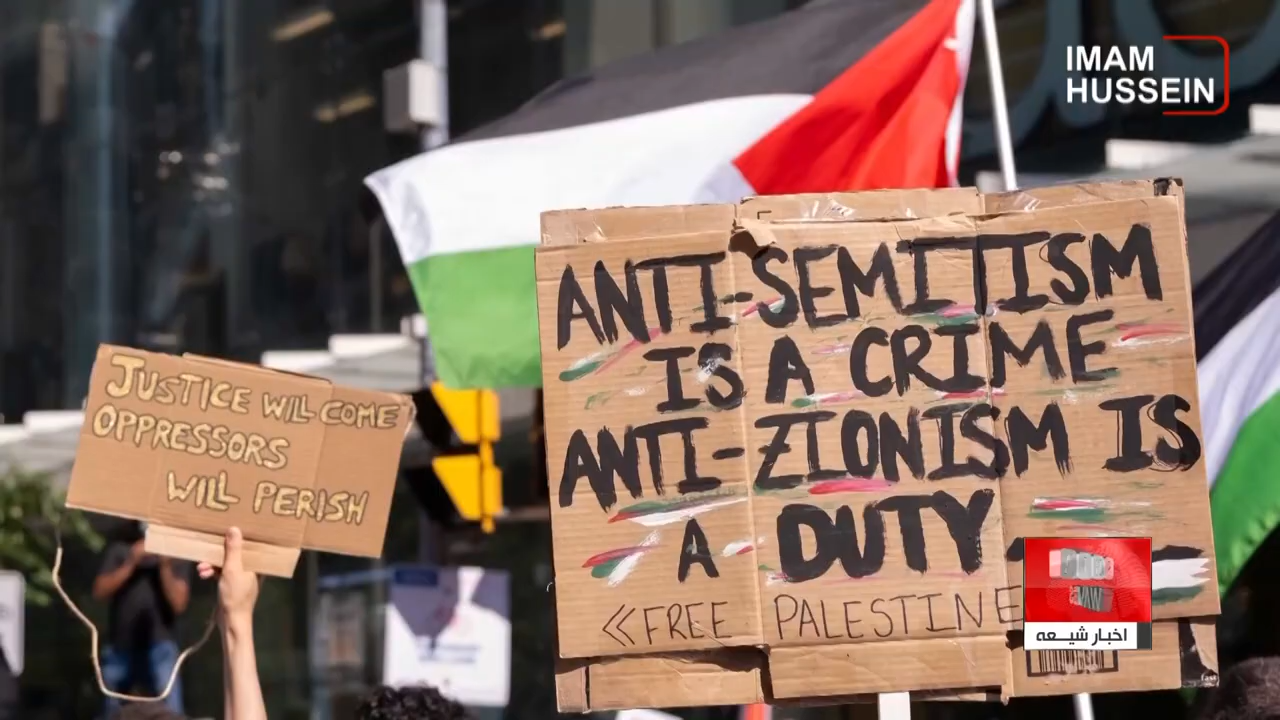 IMAM
HUSSEIN
ANTI-SEMITISM
IS A CRIME
ANTI-ZIONISM IS
A DUTY
«FREE PALESTINE
JUSTICE WILL COME
OPPRESSORS
WILL PERISH
اخبار شیعه